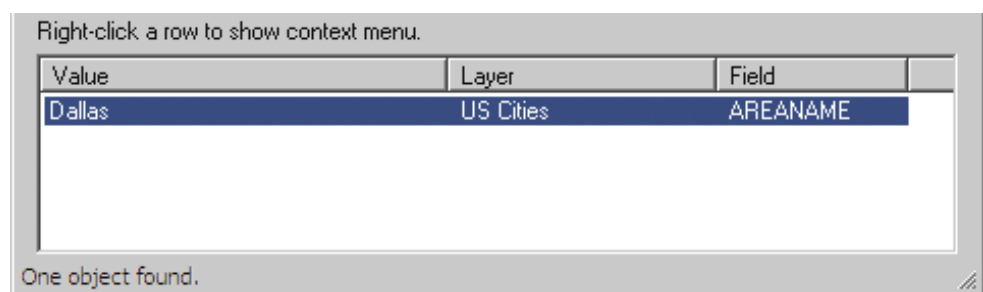 Right-click a row to show context menu.
Value Layer Field
Dallas US Cities AREANAME
One object found.